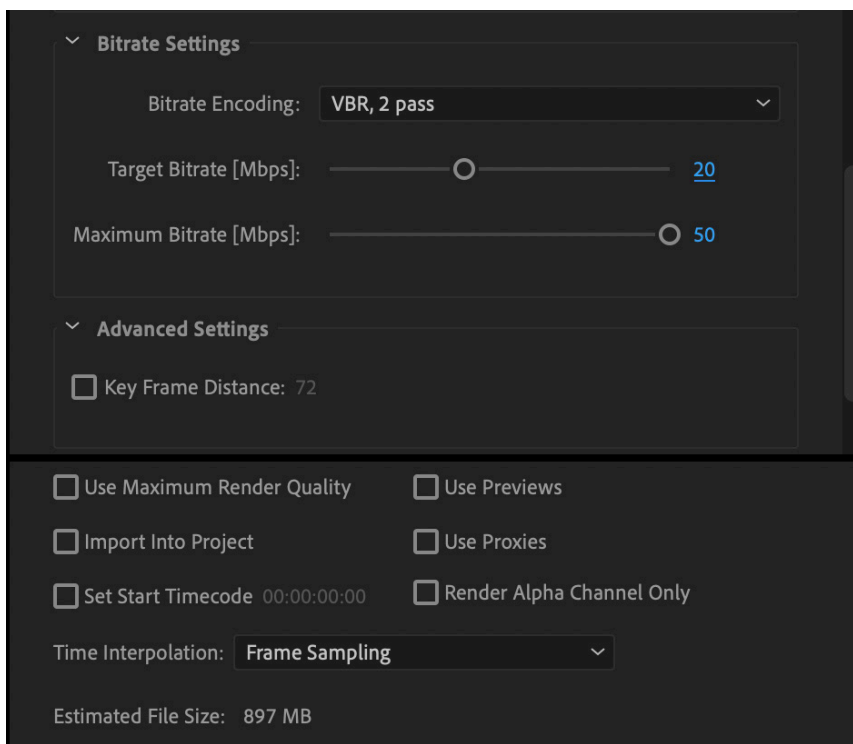 Bitrate Settings
Bitrate Encoding: VBR, 2 pass
Target Bitrate [Mbps]: 20
Maximum Bitrate [Mbps]: 50
Advanced Settings
Key Frame Distance: 72
Use Maximum Render Quality Use Previews
Import Into Project Use Proxies
Set Start Timecode 00:00:00:00 Render Alpha Channel Only
Time Interpolation: Frame Sampling
Estimated File Size: 897 MB